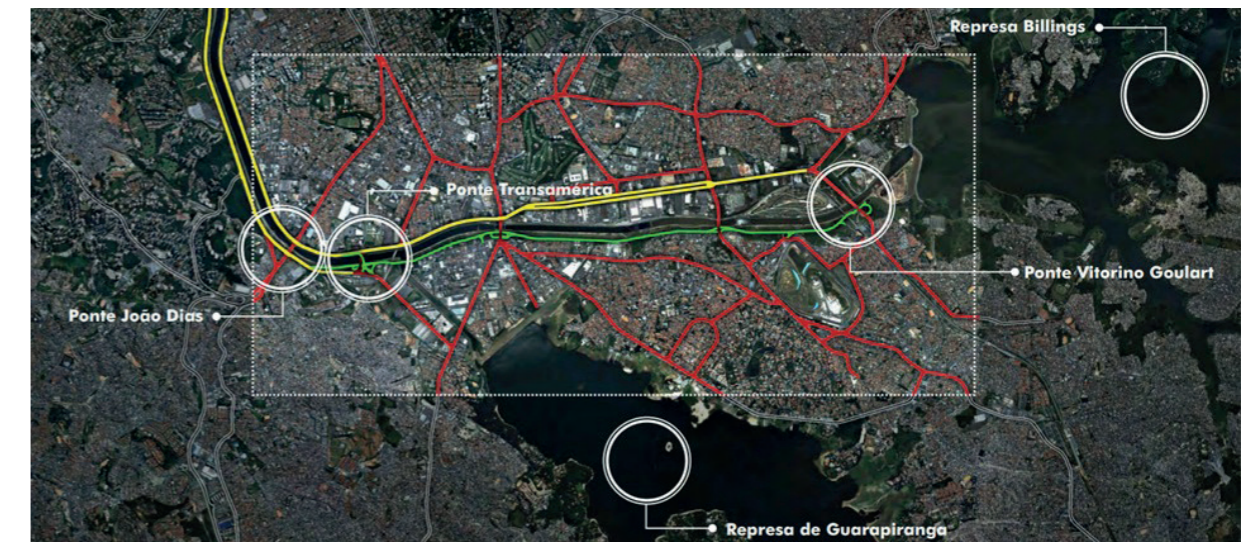 Represa Billings
Ponte Transamérica
Ponte Vitorino Goulart
Ponte João Dias
Represa de Guarapiranga